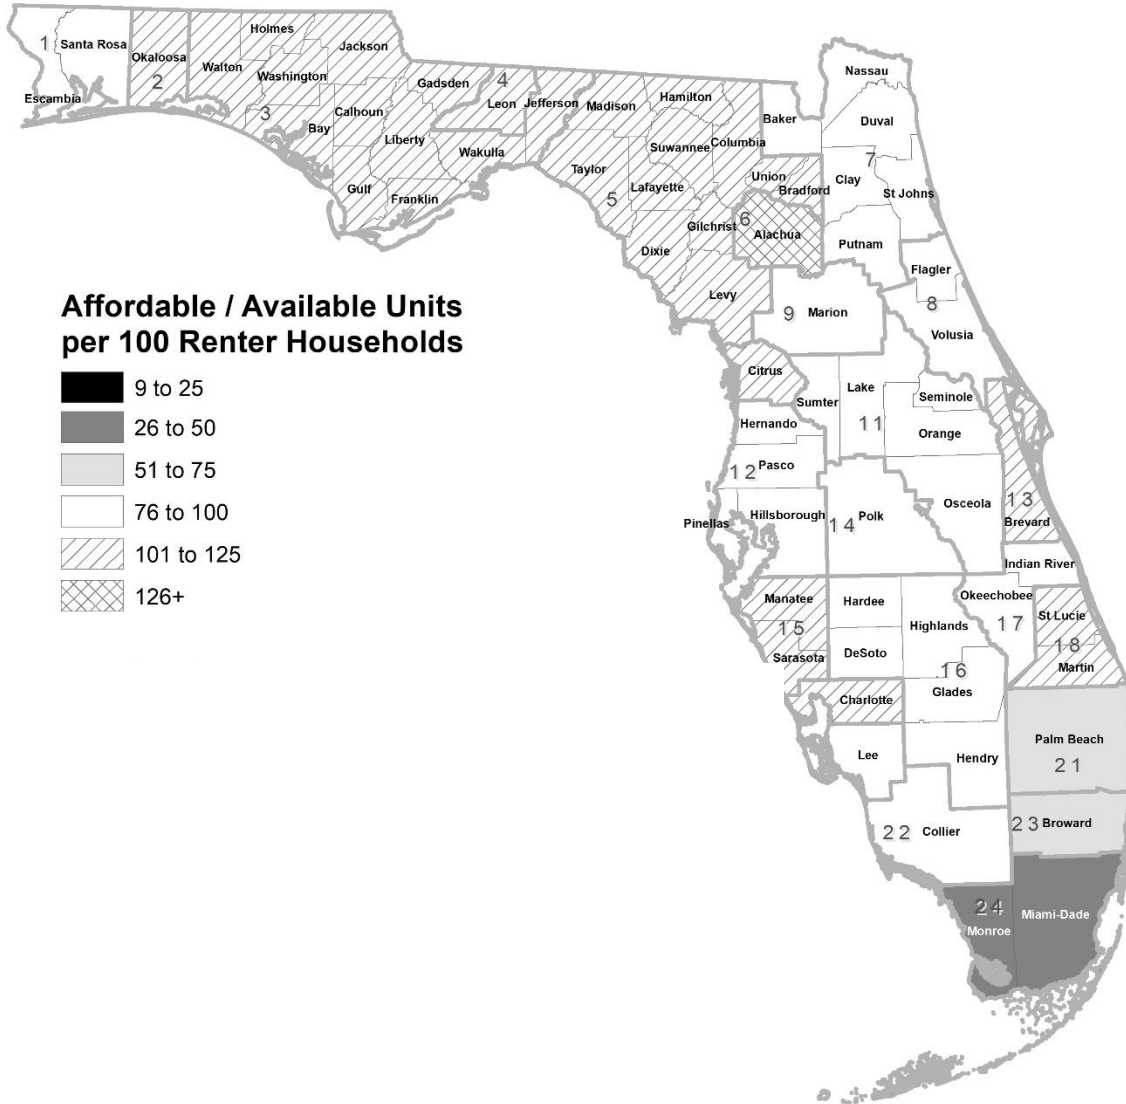 Nassau
Holmes
1
Santa Rosa
Jackson
Okaloosa
Walton
Washington
Gadsden
4
Hamilton
2
Leon
Jefferson
Madison
Escambia
Calhoun
Baker
Duval
3
Bay
Liberty
Suwannee
Columbia
Wakulla
7
Taylor
Union
Clay
Gulf
Franklin
Lafayette
Bradford
St Johns
5
6
Gilchrist
Alachua
Putnam
Dixie
Flagler
Levy
8
9
Marion
Volusia
Affordable / Available Units
per 100 Renter Households
9 to 25
26 to 50
51 to 75
76 to 100
101 to 125
126+
Citrus
Lake
Sumter
Seminole
Hernando
11
Orange
12
Pasco
13
Osceola
Brevard
Pinellas
Hillsborough
14
Polk
Indian River
Manatee
Hardee
Okeechobee
St Lucie
15
Highlands
17
18
Sarasota
DeSoto
16
Martin
Charlotte
Glades
Palm Beach
Lee
Hendry
21
22
Collier
23
Broward
24
Monroe
Miami-Dade